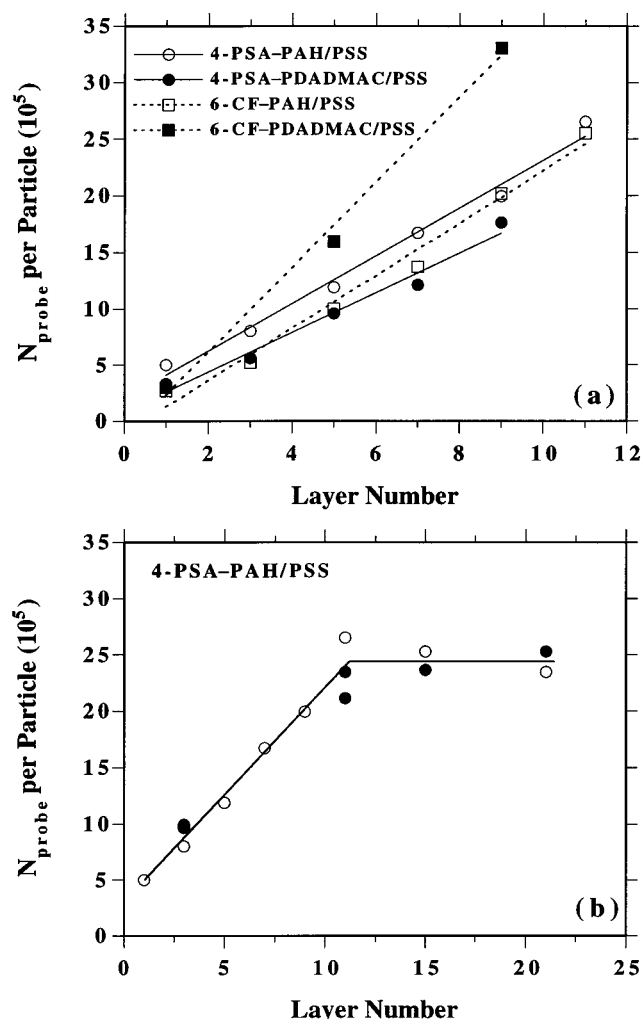 35
30
25
20
15
10
5
0
N_probe per Particle (10^5)
4-PSA–PAH/PSS
4-PSA–PDADMAC/PSS
6-CF–PAH/PSS
6-CF–PDADMAC/PSS
(a)
0 2 4 6 8 10 12
Layer Number
35
30
25
20
15
10
5
0
N_probe per Particle (10^5)
4-PSA–PAH/PSS
(b)
0 5 10 15 20 25
Layer Number